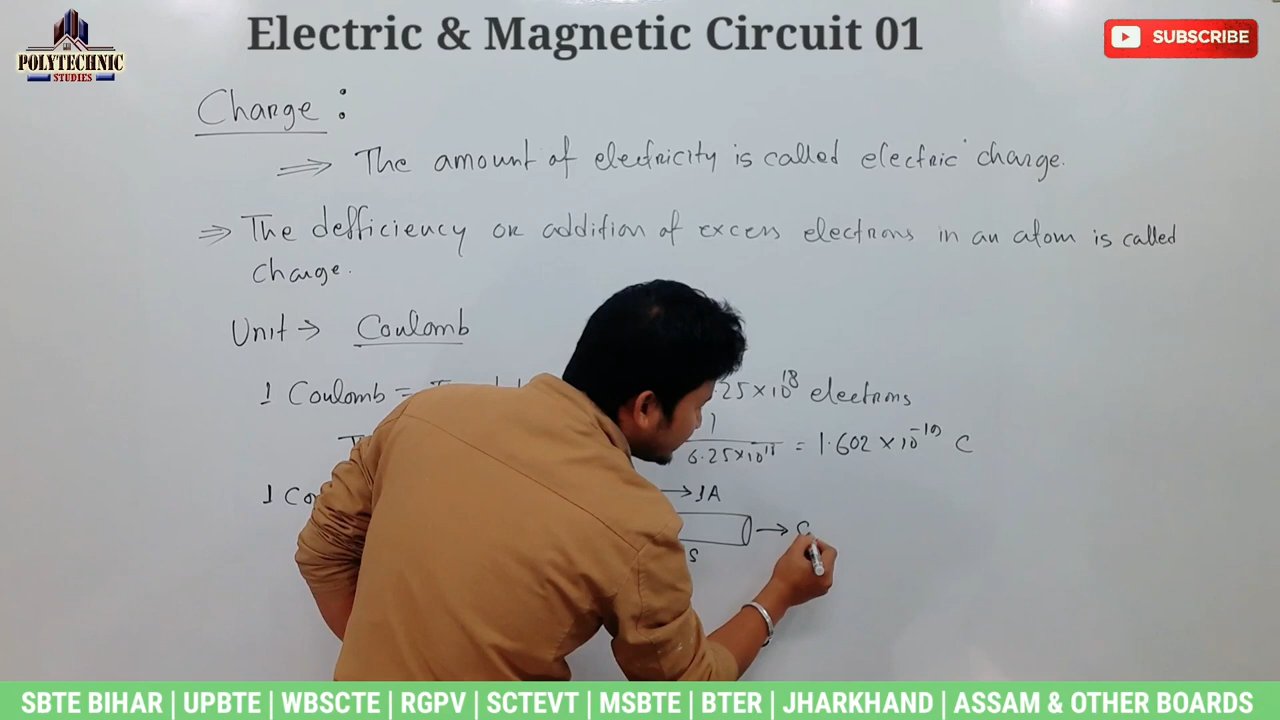 Electric & Magnetic Circuit 01
POLYTECHNIC
STUDIES
SUBSCRIBE
Charge :
⇒ The amount of electricity is called electric charge.
⇒ The defficiency or addition of excess electrons in an atom is called
charge.
Unit → Coulomb
1 Coulomb = 25×10¹⁸ electrons
1
6.25×10¹⁸ = 1.602×10⁻¹⁹ C
1 → 1A
→
S
SBTE BIHAR | UPBTE | WBSCTE | RGPV | SCTEVT | MSBTE | BTER | JHARKHAND | ASSAM & OTHER BOARDS